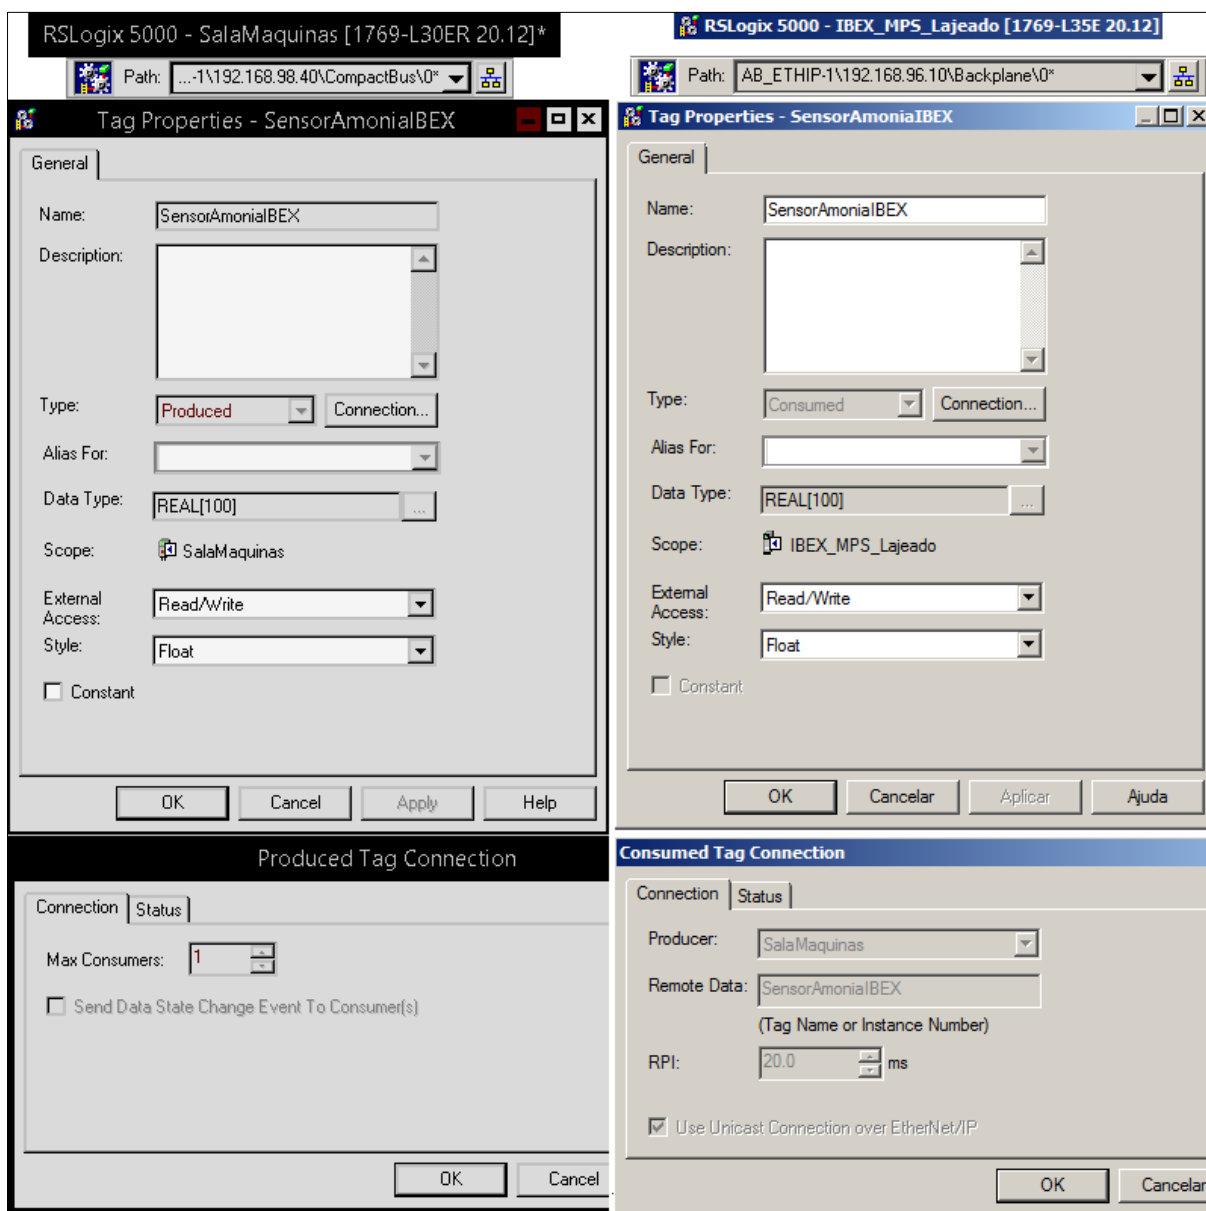 RSLogix 5000 - SalaMaquinas [1769-L30ER 20.12]*
Path: ...-1\192.168.98.40\CompactBus\0*
Tag Properties - SensorAmoniaIBEX
General
Name: SensorAmoniaIBEX
Description:
Type: Produced Connection...
Alias For:
Data Type: REAL[100] ...
Scope: SalaMaquinas
External
Access: Read/Write
Style: Float
Constant
OK Cancel Apply Help
Produced Tag Connection
Connection Status
Max Consumers: 1
Send Data State Change Event To Consumer(s)
OK Cancel
RSLogix 5000 - IBEX_MPS_Lajeado [1769-L35E 20.12]
Path: AB_ETHIP-1\192.168.96.10\Backplane\0*
Tag Properties - SensorAmoniaIBEX
General
Name: SensorAmoniaIBEX
Description:
Type: Consumed Connection...
Alias For:
Data Type: REAL[100] ...
Scope: IBEX_MPS_Lajeado
External
Access: Read/Write
Style: Float
Constant
OK Cancelar Aplicar Ajuda
Consumed Tag Connection
Connection Status
Producer: SalaMaquinas
Remote Data: SensorAmoniaIBEX
(Tag Name or Instance Number)
RPI: 20.0 ms
Use Unicast Connection over EtherNet/IP
OK Cancelar